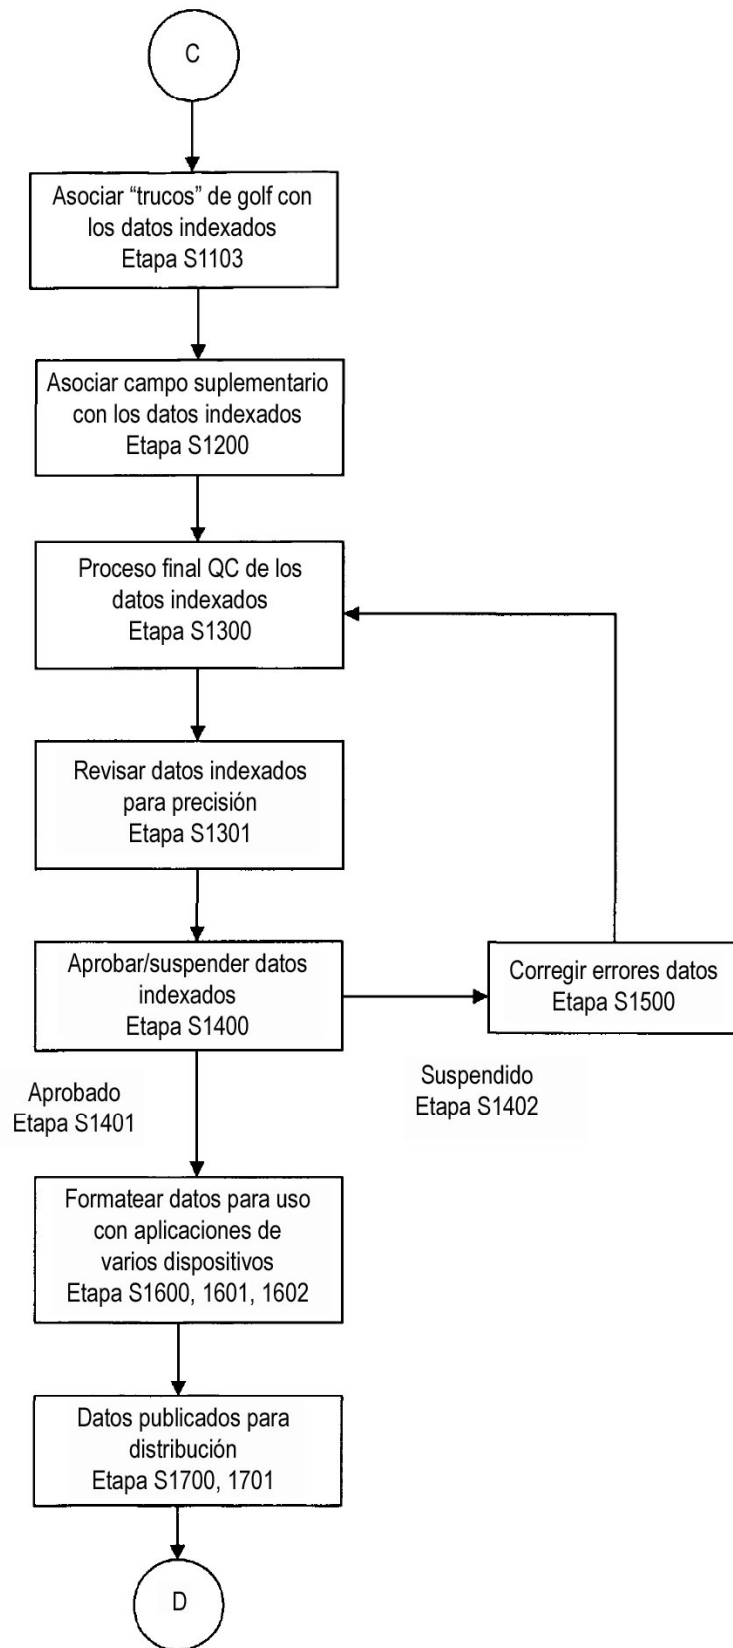 C
Asociar “trucos” de golf con
los datos indexados
Etapa S1103
Asociar campo suplementario
con los datos indexados
Etapa S1200
Proceso final QC de los
datos indexados
Etapa S1300
Revisar datos indexados
para precisión
Etapa S1301
Aprobar/suspender datos
indexados
Etapa S1400
Corregir errores datos
Etapa S1500
Aprobado
Etapa S1401
Suspendido
Etapa S1402
Formatear datos para uso
con aplicaciones de
varios dispositivos
Etapa S1600, 1601, 1602
Datos publicados para
distribución
Etapa S1700, 1701
D